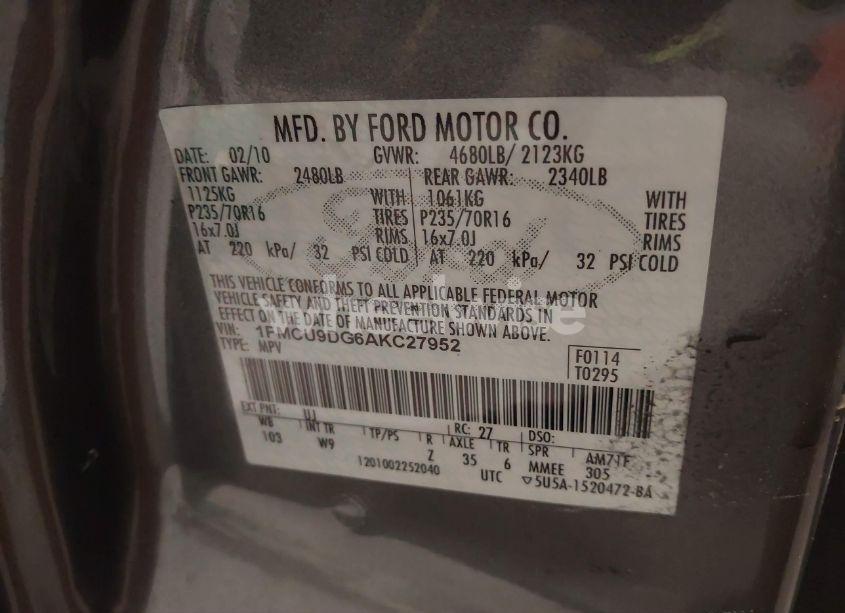 MFD. BY FORD MOTOR CO.
DATE: 02/10 GVWR: 4680LB/ 2123KG
FRONT GAWR: 2480LB REAR GAWR: 2340LB
1125KG WITH 1061KG WITH
P235/70R16 TIRES P235/70R16 TIRES
16x7.0J RIMS 16x7.0J RIMS
AT 220 kPa/ 32 PSI COLD AT 220 kPa/ 32 PSI COLD
THIS VEHICLE CONFORMS TO ALL APPLICABLE FEDERAL MOTOR
VEHICLE SAFETY AND THEFT PREVENTION STANDARDS IN
EFFECT ON THE DATE OF MANUFACTURE SHOWN ABOVE.
VIN: 1FMCU9DG6AKC27952
TYPE: MPV
F0114
T0295
EXT PNT: UJ RC: 27 DSO:
WB INT TR TP/PS R AXLE TR SPR AM71F
103 W9 Z 35 6 MMEE 305
1201002252040 UTC ▽5U5A-1520472-BA